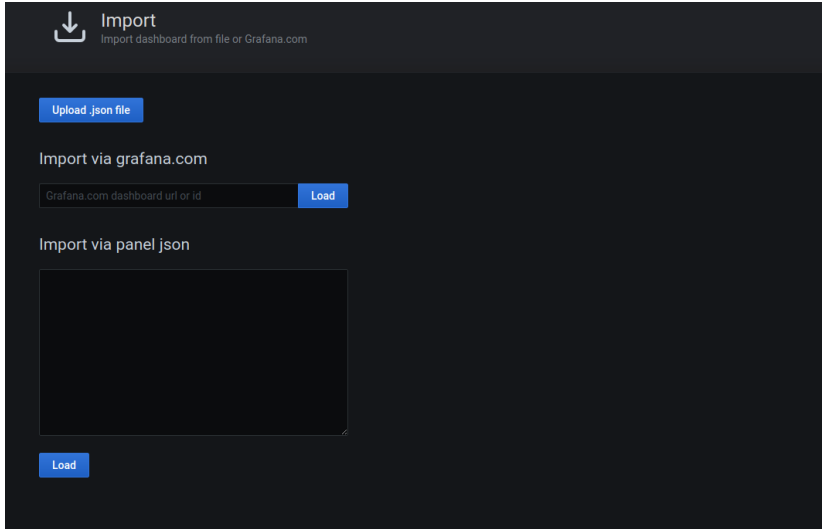 Import
Import dashboard from file or Grafana.com
Upload .json file
Import via grafana.com
Grafana.com dashboard url or id
Load
Import via panel json
Load